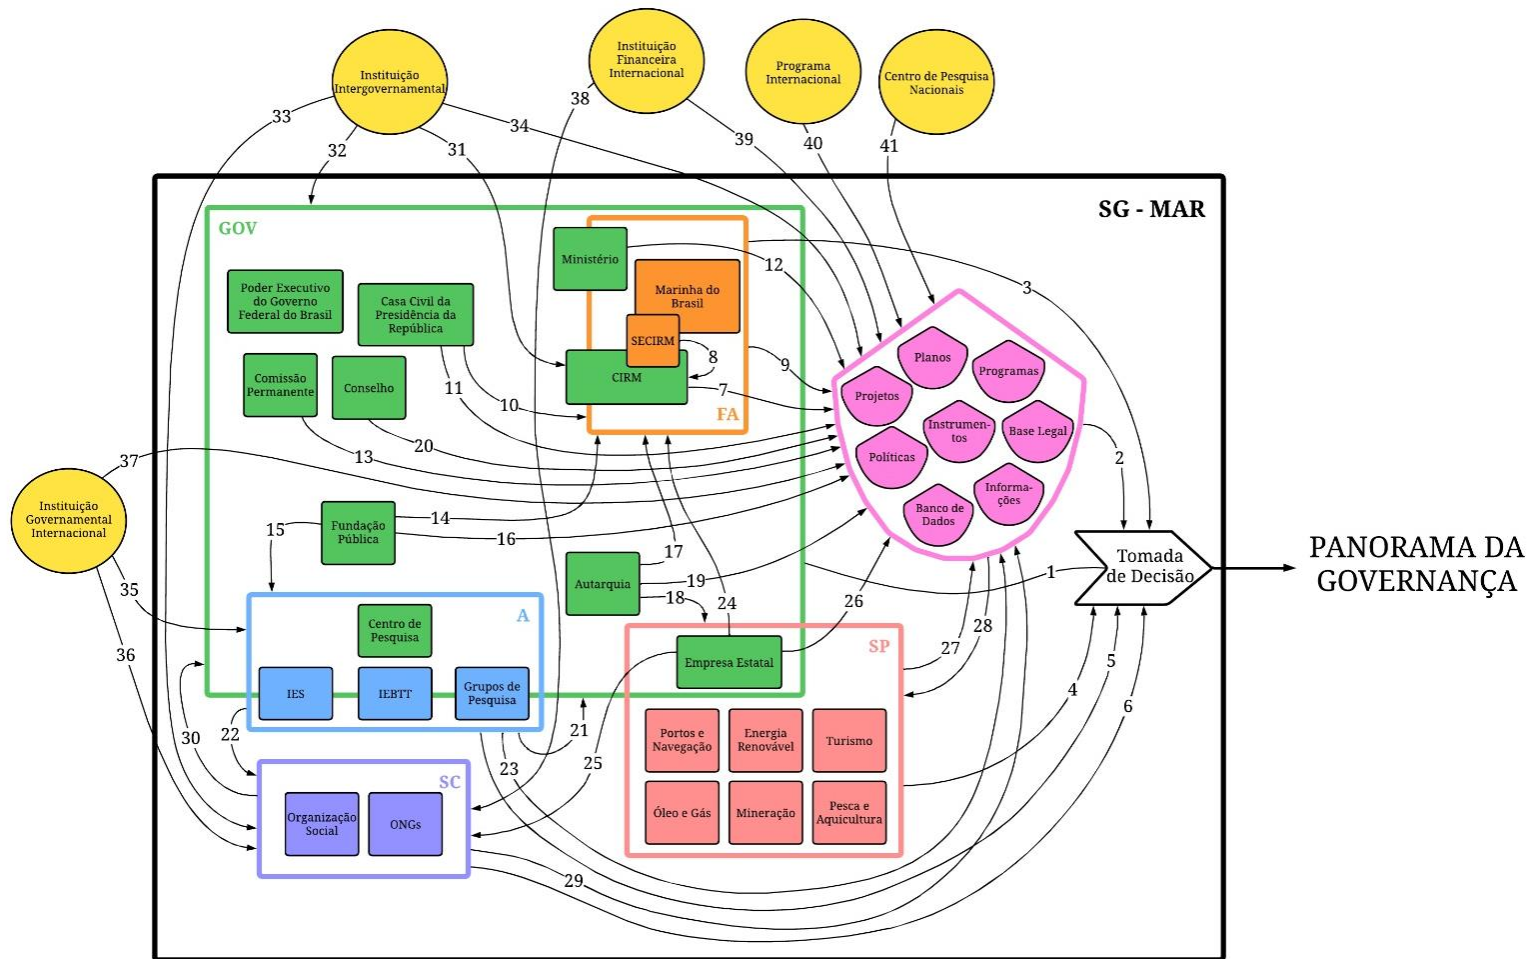 Instituição
Intergovernamental
Instituição
Financeira
Internacional
Programa
Internacional
Centro de Pesquisa
Nacionais
33
32
31
34
38
39
40
41
SG - MAR
GOV
Ministério
12
3
Poder Executivo
do Governo
Federal do Brasil
Casa Civil da
Presidência da
República
Marinha do
Brasil
SECIRM
8
CIRM
7
9
FA
Comissão
Permanente
Conselho
11
10
20
13
Planos
Programas
Projetos
Instrumen-
tos
Base Legal
Políticas
Informa-
ções
Banco de
Dados
2
37
Instituição
Governamental
Internacional
35
36
Fundação
Pública
14
15
16
17
Autarquia
19
18
24
26
1
Tomada
de Decisão
PANORAMA DA
GOVERNANÇA
A
Centro de
Pesquisa
IES
IEBTT
Grupos de
Pesquisa
SP
Empresa Estatal
27
28
4
5
6
22
30
23
21
25
Portos e
Navegação
Energia
Renovável
Turismo
Óleo e Gás
Mineração
Pesca e
Aquicultura
SC
Organização
Social
ONGs
29